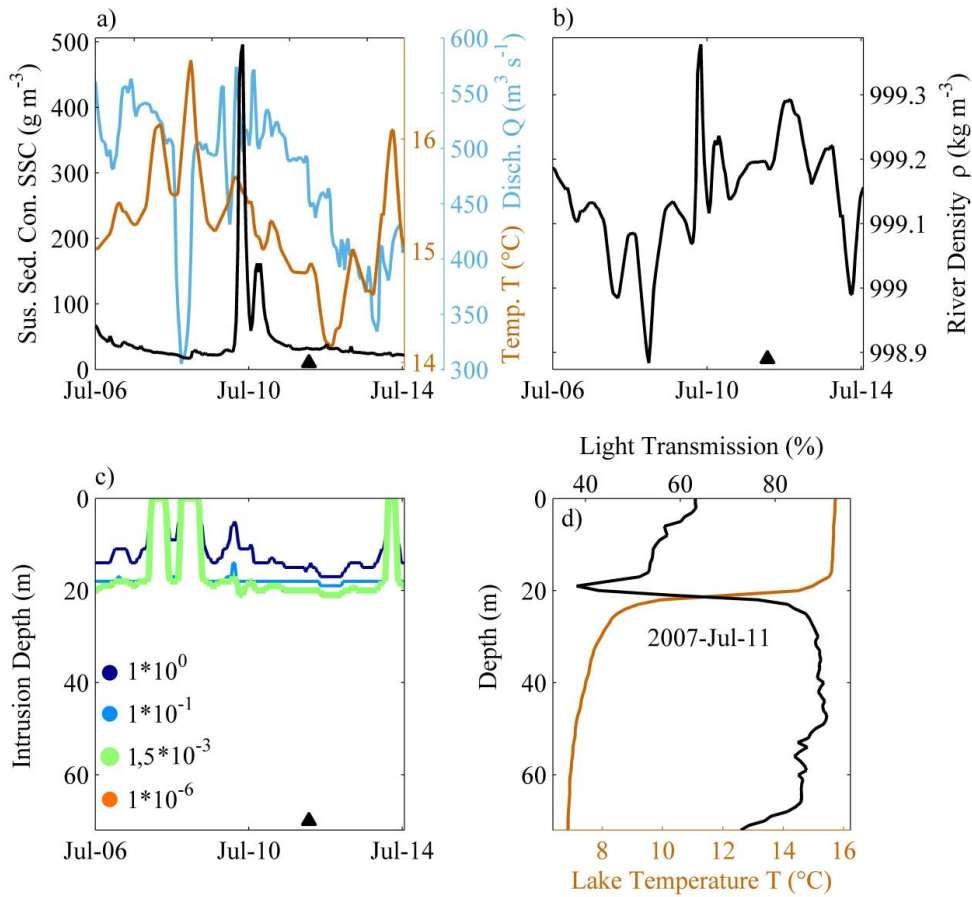 a)
500
400
300
200
100
0
Sus. Sed. Con. SSC (g m⁻³)
Jul-06
Jul-10
Jul-14
16
15
14
Temp. T (°C)
600
550
500
450
400
350
300
Disch. Q (m³ s⁻¹)
b)
999.3
999.2
999.1
999
998.9
River Density ρ (kg m⁻³)
Jul-06
Jul-10
Jul-14
c)
0
20
40
60
Intrusion Depth (m)
1*10⁰
1*10⁻¹
1,5*10⁻³
1*10⁻⁶
Jul-06
Jul-10
Jul-14
Light Transmission (%)
40
60
80
d)
0
20
40
60
Depth (m)
2007-Jul-11
8
10
12
14
16
Lake Temperature T (°C)